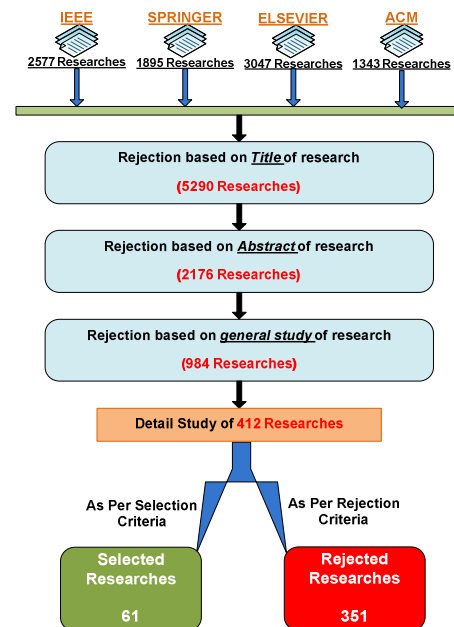 IEEE SPRINGER ELSEVIER ACM
2577 Researches 1895 Researches 3047 Researches 1343 Researches
Rejection based on Title of research
(5290 Researches)
Rejection based on Abstract of research
(2176 Researches)
Rejection based on general study of research
(984 Researches)
Detail Study of 412 Researches
As Per Selection
Criteria
As Per Rejection
Criteria
Selected
Researches
61
Rejected
Researches
351